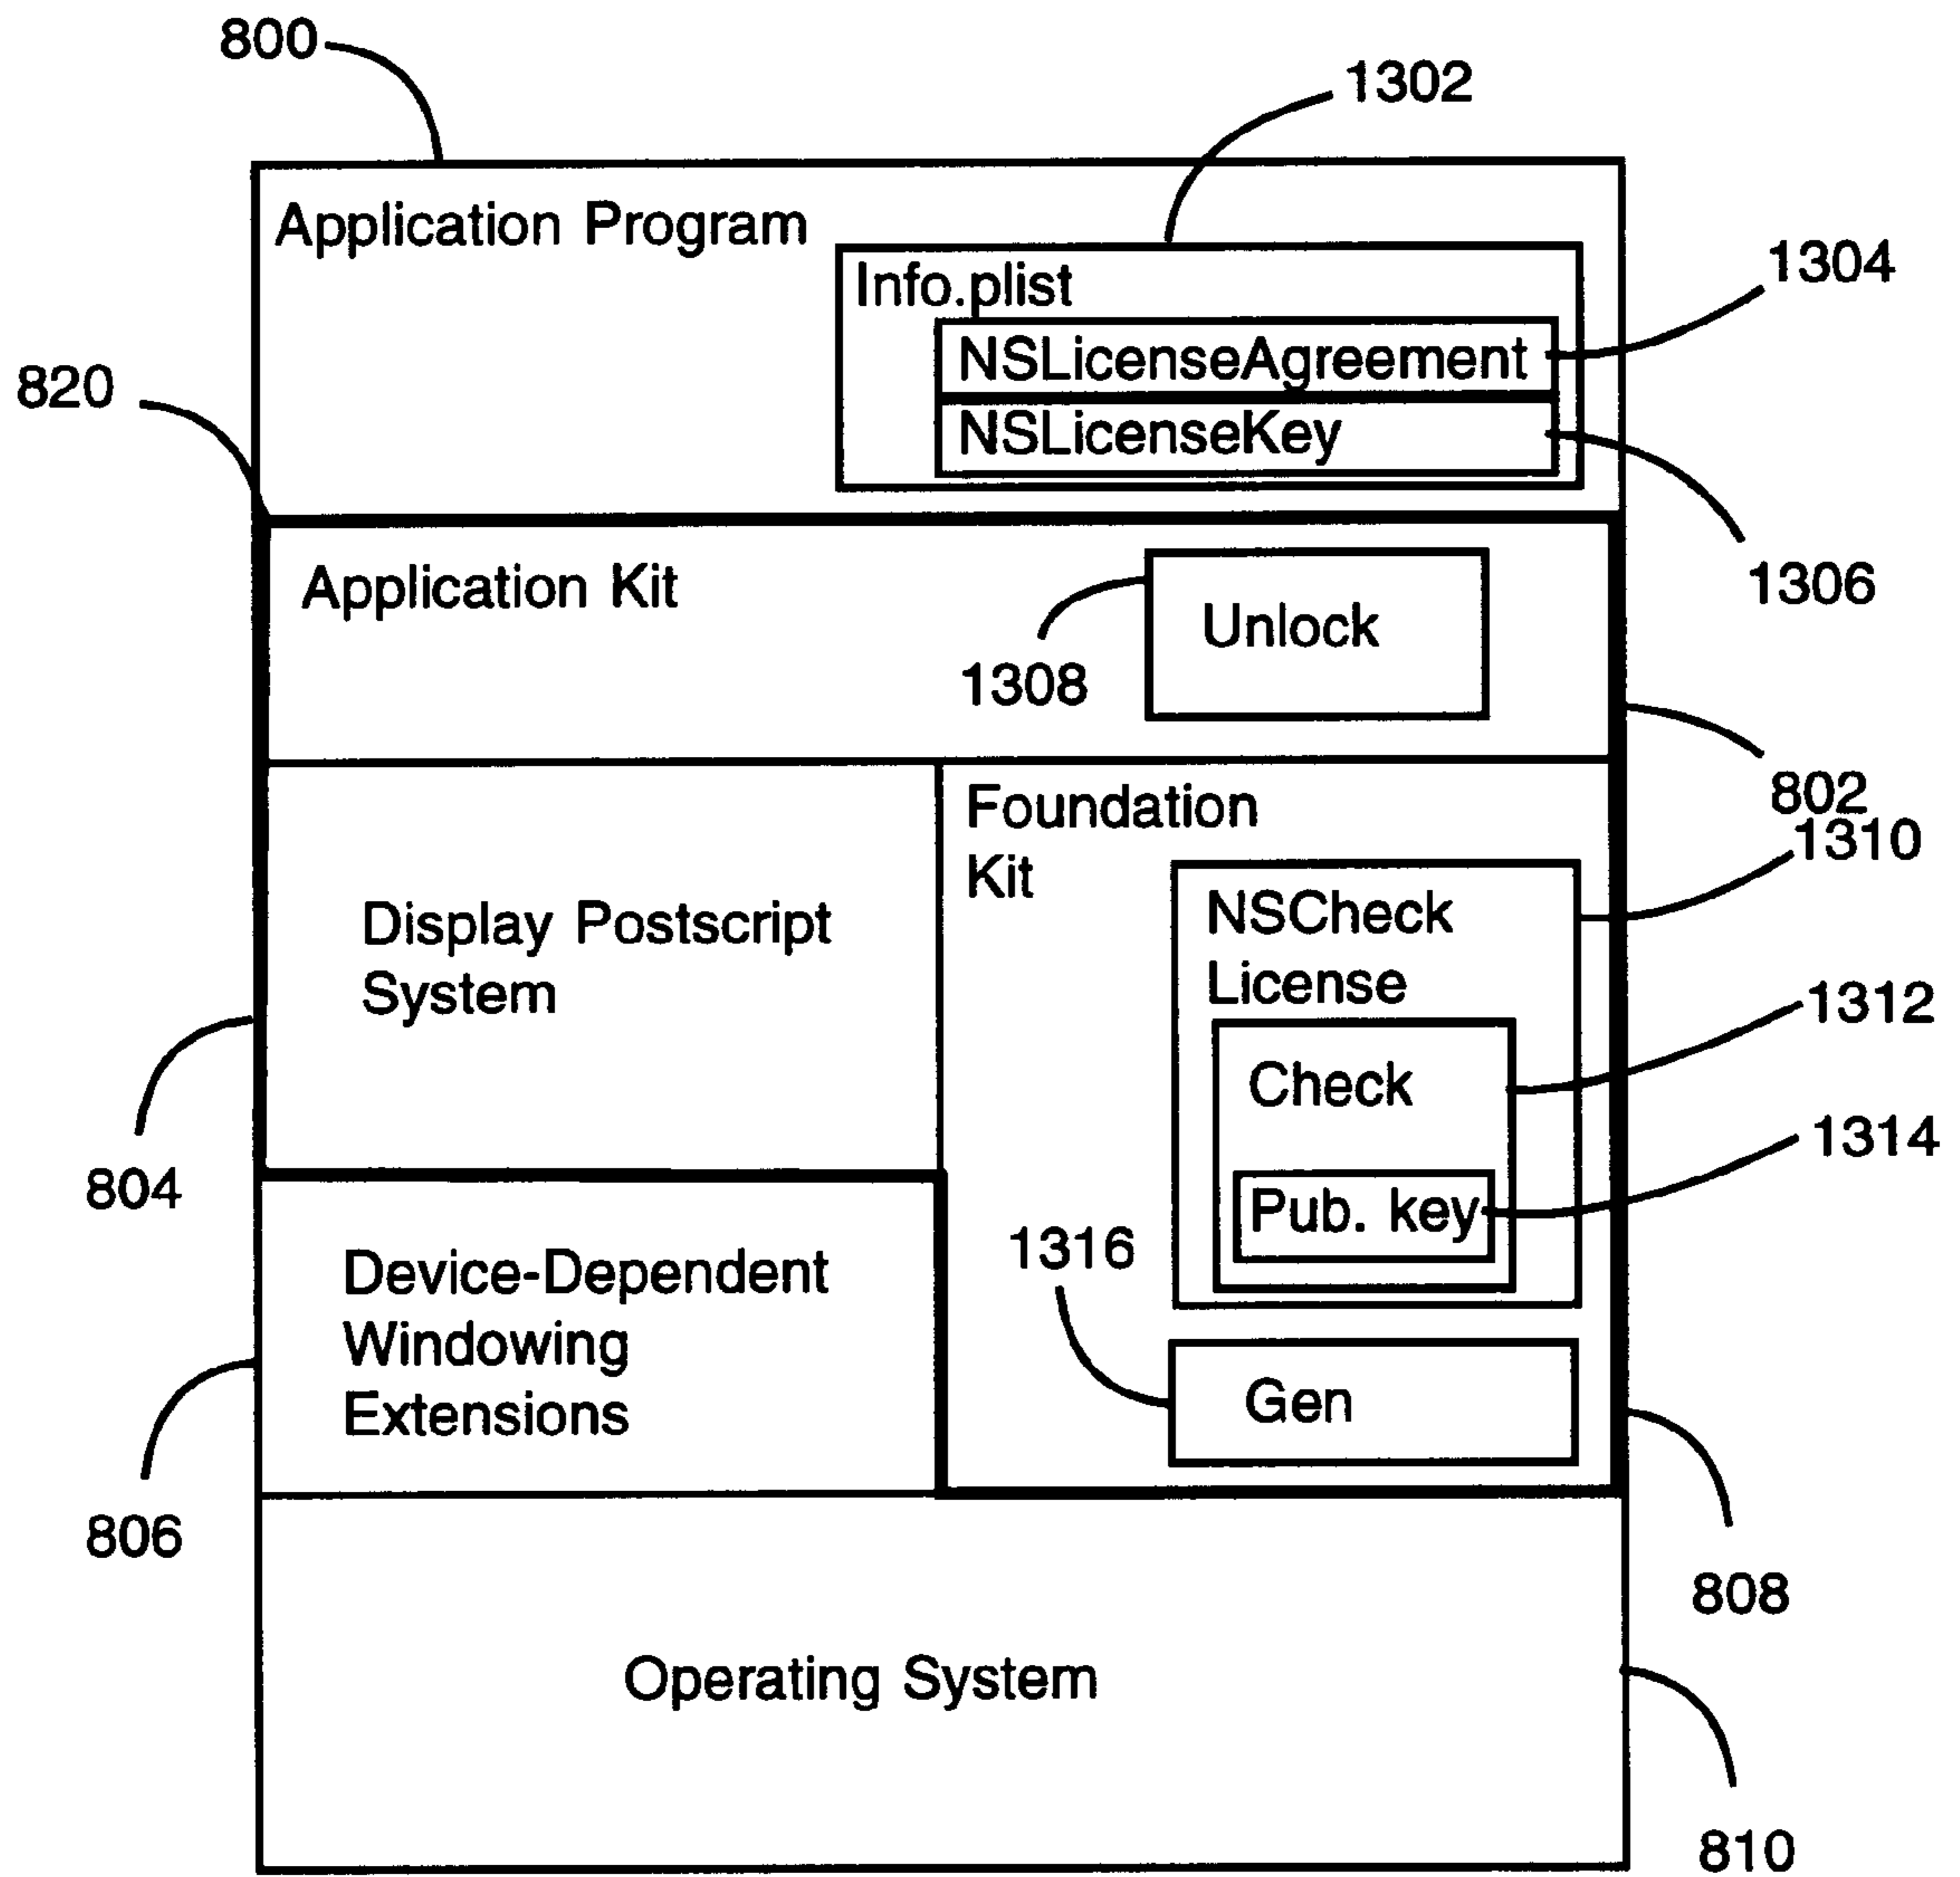 800
1302
Application Program
Info.plist
1304
NSLicenseAgreement
820
NSLicenseKey
1306
Application Kit
Unlock
1308
802
Foundation
Kit
1310
Display Postscript
System
NSCheck
License
1312
Check
1314
804
Pub. key
1316
Device-Dependent
Windowing
Extensions
Gen
806
808
Operating System
810